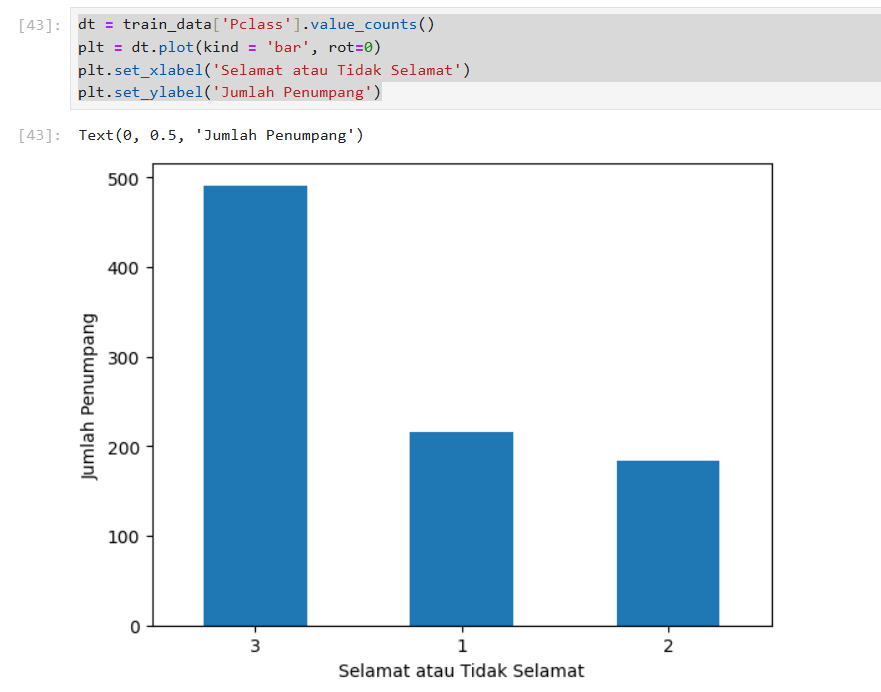 [43]: dt = train_data['Pclass'].value_counts()
plt = dt.plot(kind = 'bar', rot=0)
plt.set_xlabel('Selamat atau Tidak Selamat')
plt.set_ylabel('Jumlah Penumpang')
[43]: Text(0, 0.5, 'Jumlah Penumpang')
500
400
300
200
100
0
Jumlah Penumpang
3 1 2
Selamat atau Tidak Selamat